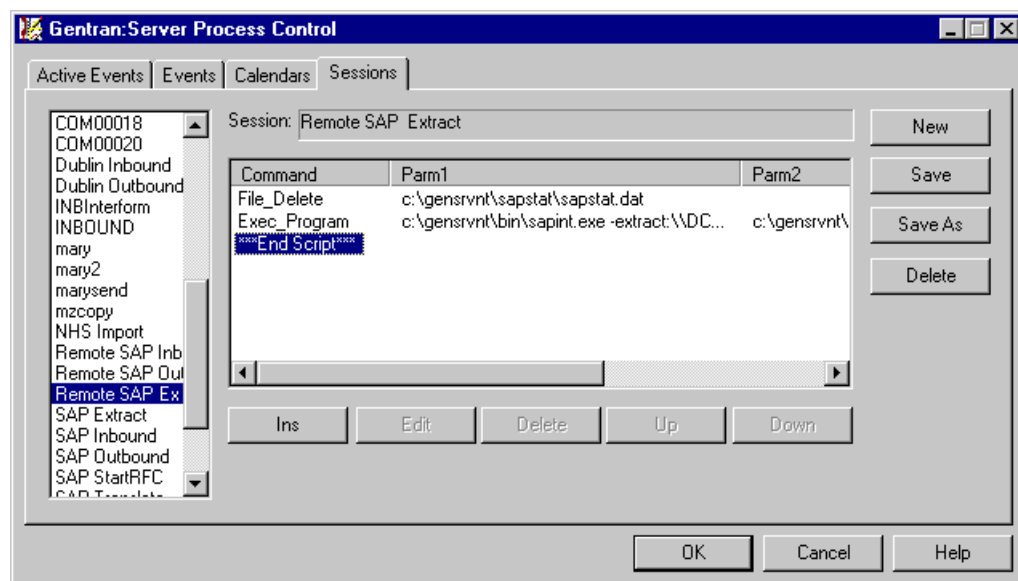 Gentran:Server Process Control
Active Events Events Calendars Sessions
COM00018
COM00020
Dublin Inbound
Dublin Outbound
INBInterform
INBOUND
mary
mary2
marysend
mzcopy
NHS Import
Remote SAP Inb
Remote SAP Out
Remote SAP Ex
SAP Extract
SAP Inbound
SAP Outbound
SAP StartRFC
Session: Remote SAP Extract
Command Parm1 Parm2
File_Delete c:\gensrvnt\sapstat\sapstat.dat
Exec_Program c:\gensrvnt\bin\sapint.exe -extract:\\DC... c:\gensrvnt\
***End Script***
Ins Edit Delete Up Down
New
Save
Save As
Delete
OK Cancel Help